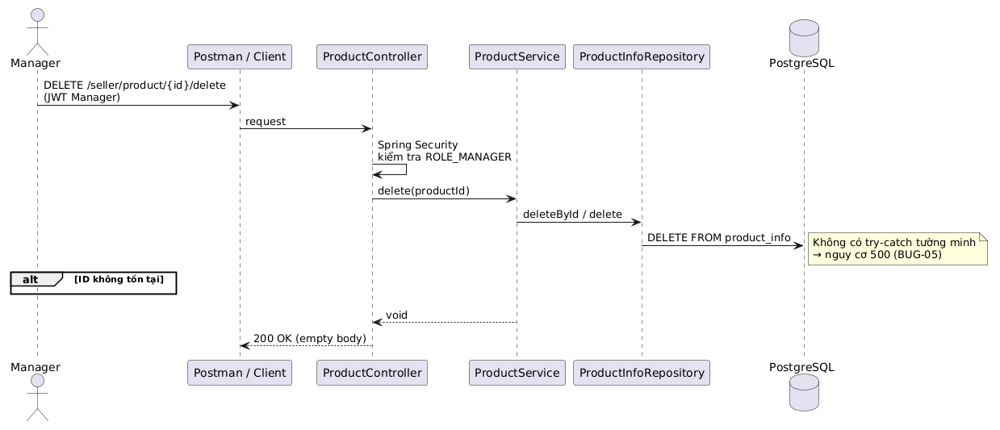 Manager
Postman / Client
ProductController
ProductService
ProductInfoRepository
PostgreSQL
DELETE /seller/product/{id}/delete
(JWT Manager)
request
Spring Security
kiểm tra ROLE_MANAGER
delete(productId)
deleteById / delete
DELETE FROM product_info
Không có try-catch tường minh
→ nguy cơ 500 (BUG-05)
alt [ID không tồn tại]
void
200 OK (empty body)
Manager
Postman / Client
ProductController
ProductService
ProductInfoRepository
PostgreSQL